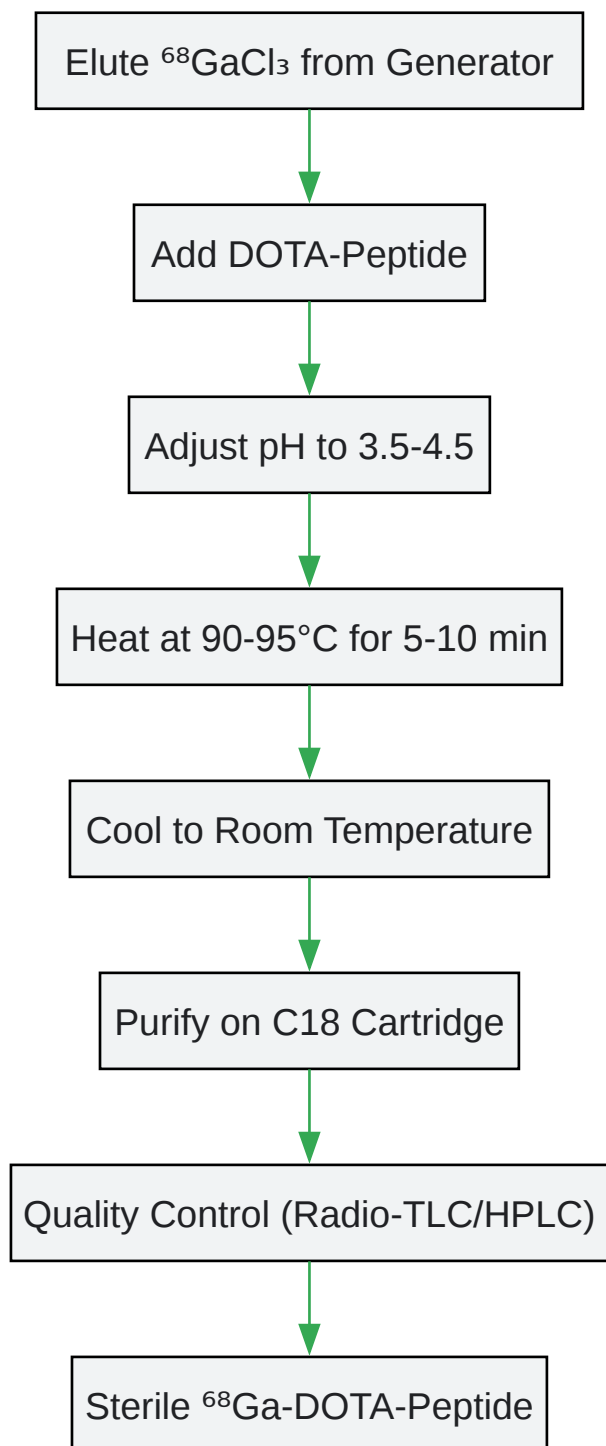 Elute ⁶⁸GaCl₃ from Generator
Add DOTA-Peptide
Adjust pH to 3.5-4.5
Heat at 90-95°C for 5-10 min
Cool to Room Temperature
Purify on C18 Cartridge
Quality Control (Radio-TLC/HPLC)
Sterile ⁶⁸Ga-DOTA-Peptide